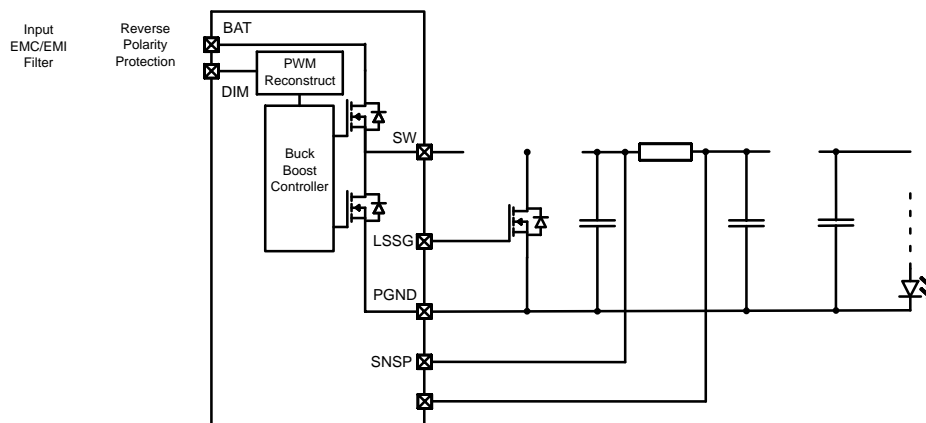 Input
EMC/EMI
Filter
Reverse
Polarity
Protection
BAT
DIM
PWM
Reconstruct
Buck
Boost
Controller
SW
LSSG
PGND
SNSP